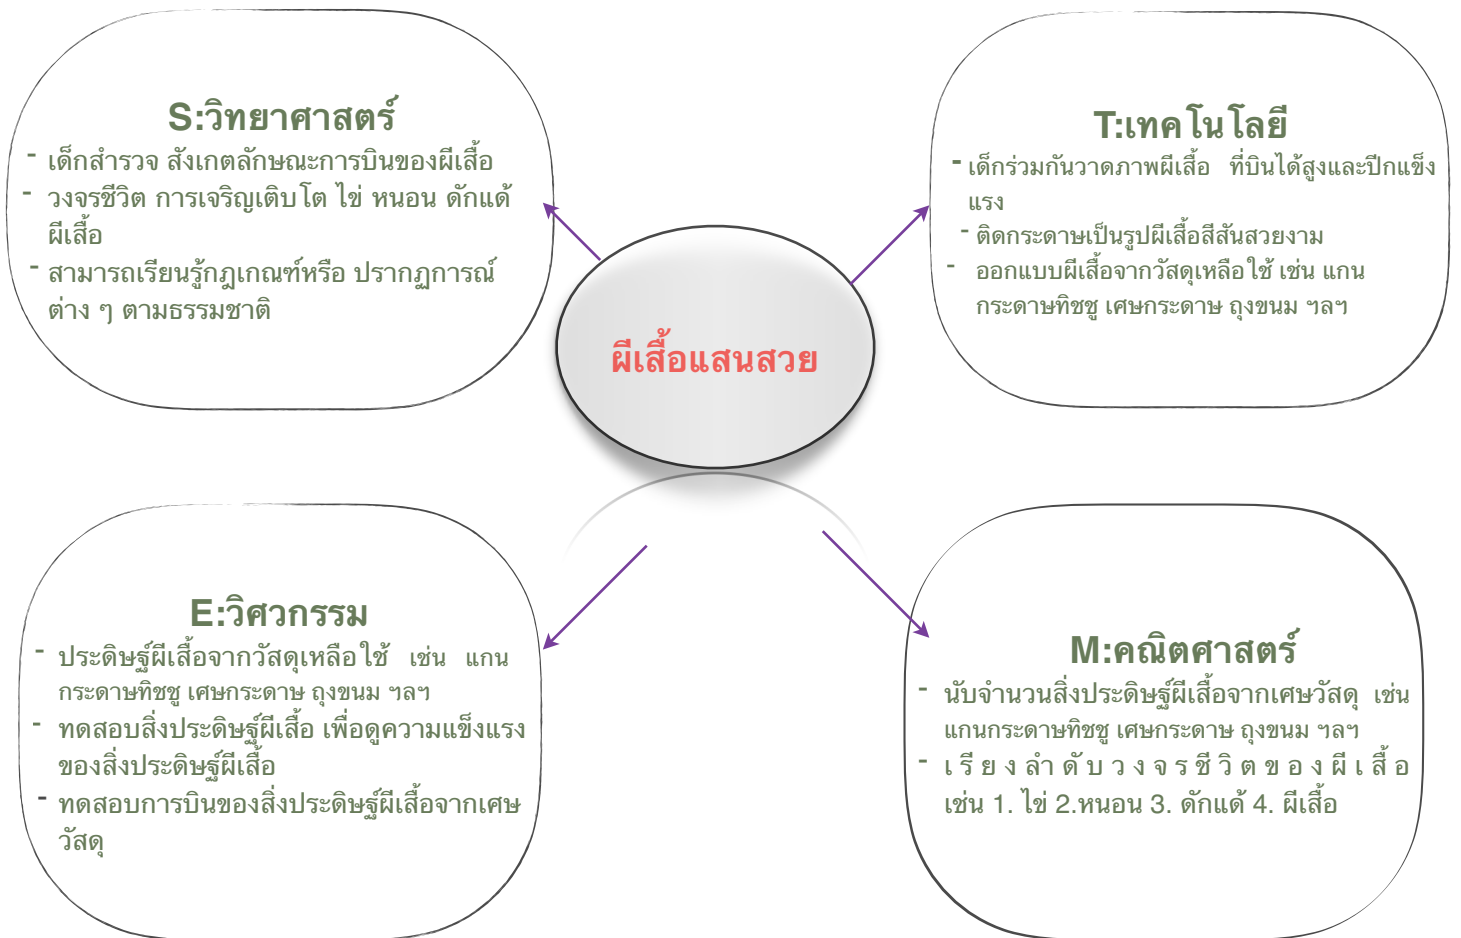 S:วิทยาศาสตร์
- เด็กสำรวจ สังเกตลักษณะการบินของผีเสื้อ
- วงจรชีวิต การเจริญเติบโต ไข่ หนอน ดักแด้
ผีเสื้อ
- สามารถเรียนรู้กฎเกณฑ์หรือ ปรากฏการณ์
ต่าง ๆ ตามธรรมชาติ
T:เทคโนโลยี
- เด็กร่วมกันวาดภาพผีเสื้อ ที่บินได้สูงและปีกแข็ง
แรง
- ติดกระดาษเป็นรูปผีเสื้อสีสันสวยงาม
- ออกแบบผีเสื้อจากวัสดุเหลือใช้ เช่น แกน
กระดาษทิชชู เศษกระดาษ ถุงขนม ฯลฯ
ผีเสื้อแสนสวย
E:วิศวกรรม
- ประดิษฐ์ผีเสื้อจากวัสดุเหลือใช้ เช่น แกน
กระดาษทิชชู เศษกระดาษ ถุงขนม ฯลฯ
- ทดสอบสิ่งประดิษฐ์ผีเสื้อ เพื่อดูความแข็งแรง
ของสิ่งประดิษฐ์ผีเสื้อ
- ทดสอบการบินของสิ่งประดิษฐ์ผีเสื้อจากเศษ
วัสดุ
M:คณิตศาสตร์
- นับจำนวนสิ่งประดิษฐ์ผีเสื้อจากเศษวัสดุ เช่น
แกนกระดาษทิชชู เศษกระดาษ ถุงขนม ฯลฯ
- เรียงลำดับวงจรชีวิตของผีเสื้อ
เช่น 1. ไข่ 2.หนอน 3. ดักแด้ 4. ผีเสื้อ